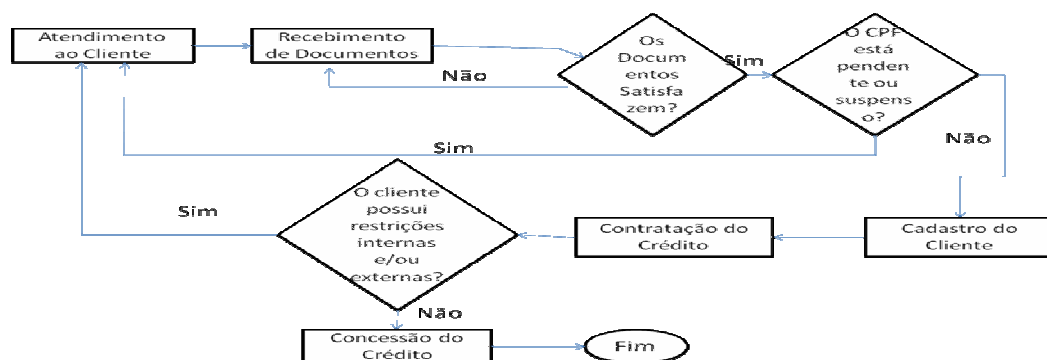 Atendimento
ao Cliente
Recebimento
de Documentos
Os
Docum
entos
Satisfa
zem?
O CPF
está
penden
te ou
suspens
o?
Não
Sim
Não
Sim
O cliente
possui
restrições
internas
e/ou
externas?
Sim
Contratação do
Crédito
Cadastro do
Cliente
Não
Concessão do
Crédito
Fim